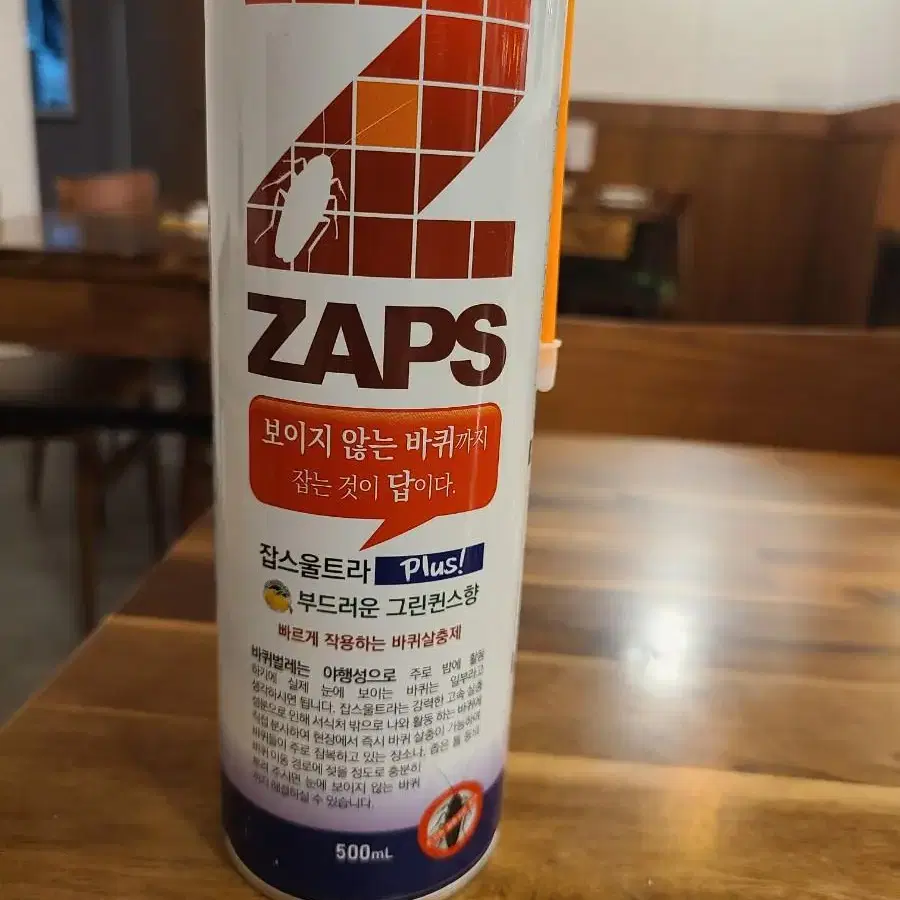 ZAPS
보이지 않는 바퀴까지
잡는 것이 답이다.
잡스울트라 Plus!
부드러운 그린퀸스향
빠르게 작용하는 바퀴살충제
바퀴벌레는 야행성으로 주로 밤에 활동
하기에 실제 눈에 보이는 바퀴는 일부라고
생각하시면 됩니다. 잡스울트라는 강력한 고속 살충
성분으로 인해 서식처 밖으로 나와 활동 하는 바퀴에
직접 분사하여 현장에서 즉시 바퀴 살충이 가능하며
바퀴들이 주로 잠복하고 있는 장소나, 좁은 틈 등의
바퀴 이동 경로에 젖을 정도로 충분히
뿌려 주시면 눈에 보이지 않는 바퀴
까지 해결하실 수 있습니다.
500mL